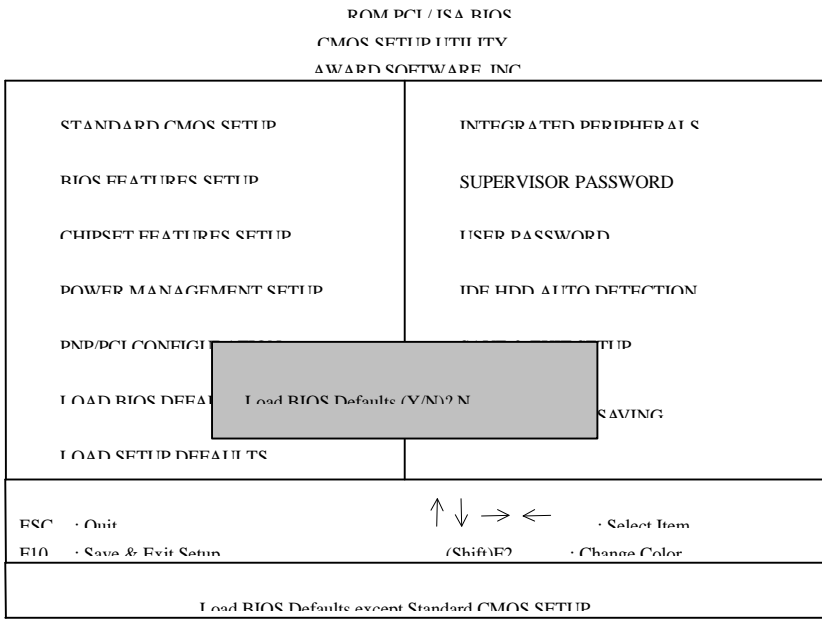 ROM PCI / ISA BIOS
CMOS SETUP UTILITY
AWARD SOFTWARE, INC
STANDARD CMOS SETUP
BIOS FEATURES SETUP
CHIPSET FEATURES SETUP
POWER MANAGEMENT SETUP
PNP/PCI CONFIGU
LOAD BIOS DEFA
LOAD SETUP DEFAULTS
INTEGRATED PERIPHERALS
SUPERVISOR PASSWORD
USER PASSWORD
IDE HDD AUTO DETECTION
TUP
SAVING
Load BIOS Defaults (Y/N)? N
ESC : Quit
↑ ↓ → ← : Select Item
F10 : Save & Exit Setup
(Shift)F2 : Change Color
Load BIOS Defaults except Standard CMOS SETUP